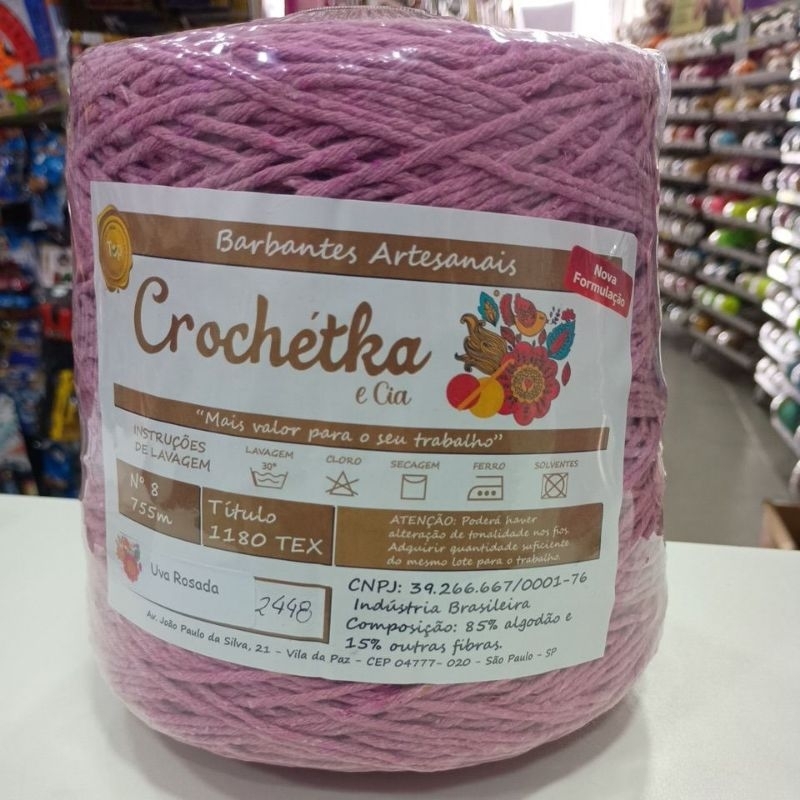 Top
Barbantes Artesanais
Nova
Formulação
Crochétka
e Cia
"Mais valor para o seu trabalho"
INSTRUÇÕES
DE LAVAGEM
LAVAGEM
30°
CLORO
SECAGEM
FERRO
SOLVENTES
Nº 8
755m
Título
1180 TEX
ATENÇÃO: Poderá haver
alteração de tonalidade nos fios.
Adquirir quantidade suficiente
do mesmo lote para o trabalho.
Uva Rosada
2448
CNPJ: 39.266.667/0001-76
Indústria Brasileira
Composição: 85% algodão e
15% outras fibras.
Av. João Paulo da Silva, 21 - Vila da Paz - CEP 04777-020 - São Paulo - SP